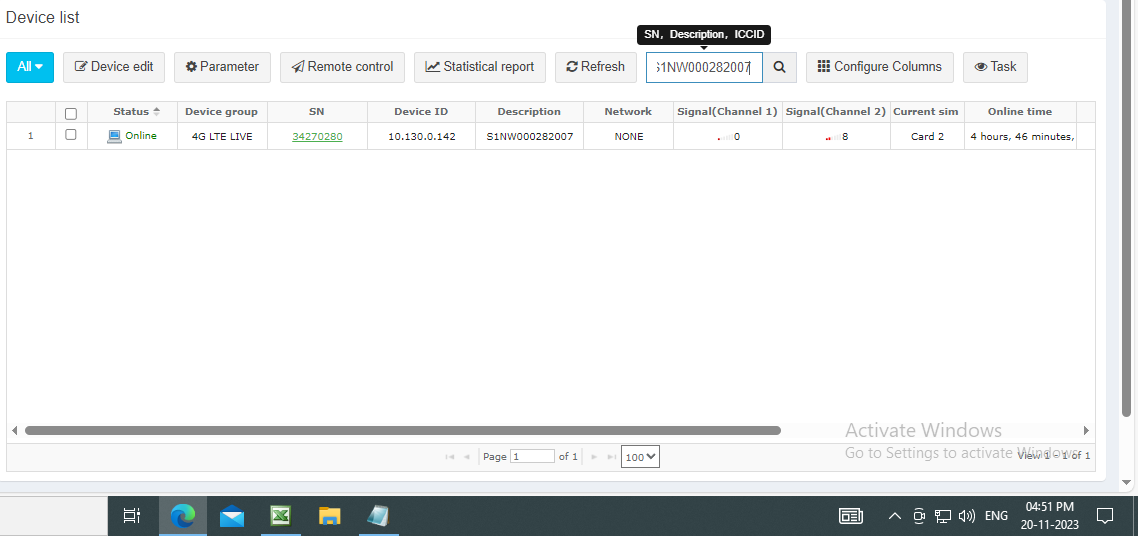 Device list
SN, Description, ICCID
All Device edit Parameter Remote control Statistical report Refresh S1NW000282007 Configure Columns Task
Status Device group SN Device ID Description Network Signal(Channel 1) Signal(Channel 2) Current sim Online time
1 Online 4G LTE LIVE 34270280 10.130.0.142 S1NW000282007 NONE 0 8 Card 2 4 hours, 46 minutes,
Activate Windows
Go to Settings to activate Windows.
Page 1 of 1 100 View 1 - 1 of 1
ENG
04:51 PM
20-11-2023